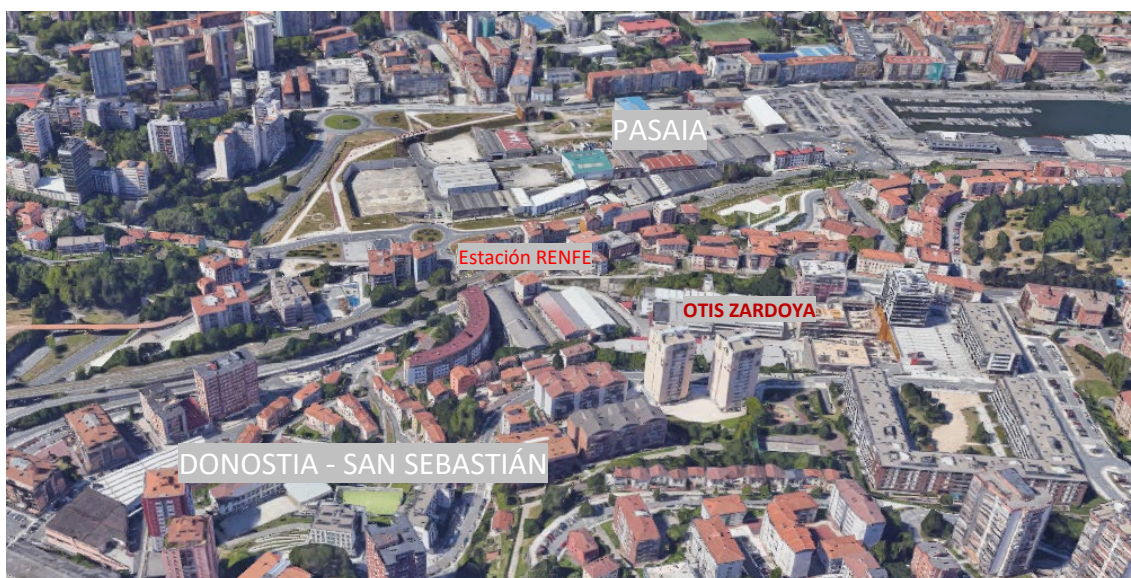 PASAIA
Estación RENFE
OTIS ZARDOYA
DONOSTIA - SAN SEBASTIÁN